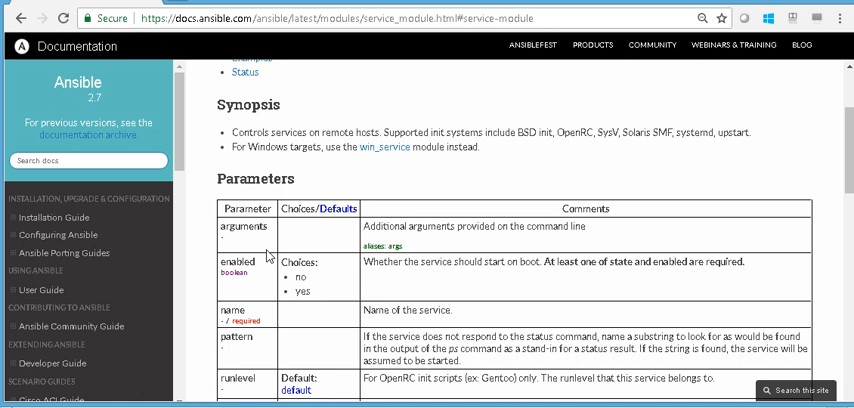 Secure https://docs.ansible.com/ansible/latest/modules/service_module.html#service-module
A Documentation
ANSIBLEFEST PRODUCTS COMMUNITY WEBINARS & TRAINING BLOG
Ansible
2.7
For previous versions, see the
documentation archive.
Search docs
INSTALLATION, UPGRADE & CONFIGURATION
Installation Guide
Configuring Ansible
Ansible Porting Guides
USING ANSIBLE
User Guide
CONTRIBUTING TO ANSIBLE
Ansible Community Guide
EXTENDING ANSIBLE
Developer Guide
SCENARIO GUIDES
Cisco ACI Guide
Examples
Status
Synopsis
Controls services on remote hosts. Supported init systems include BSD init, OpenRC, SysV, Solaris SMF, systemd, upstart.
For Windows targets, use the win_service module instead.
Parameters
Parameter Choices/Defaults Comments
arguments Additional arguments provided on the command line
-
aliases: args
enabled Choices: Whether the service should start on boot. At least one of state and enabled are required.
boolean
no
yes
name Name of the service.
- / required
pattern If the service does not respond to the status command, name a substring to look for as would be found
- in the output of the ps command as a stand-in for a status result. If the string is found, the service will be
assumed to be started.
runlevel Default: For OpenRC init scripts (ex: Gentoo) only. The runlevel that this service belongs to.
- default
Search this site